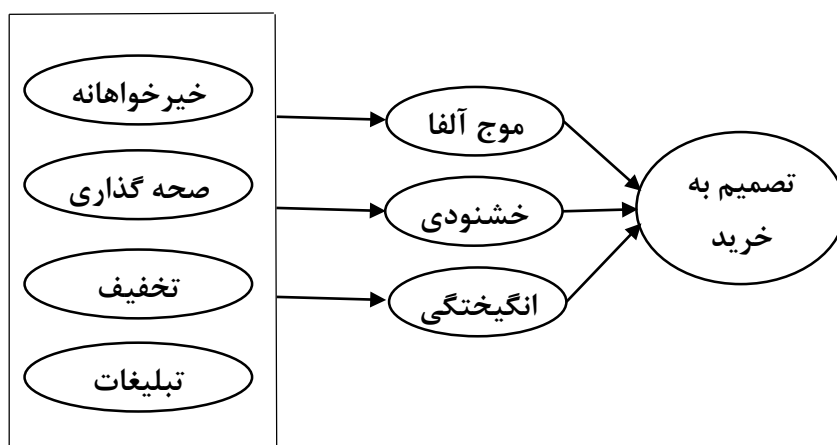 خیرخواهانه
صحه گذاری
تخفیف
تبلیغات
موج آلفا
خشنودی
انگیختگی
تصمیم به
خرید